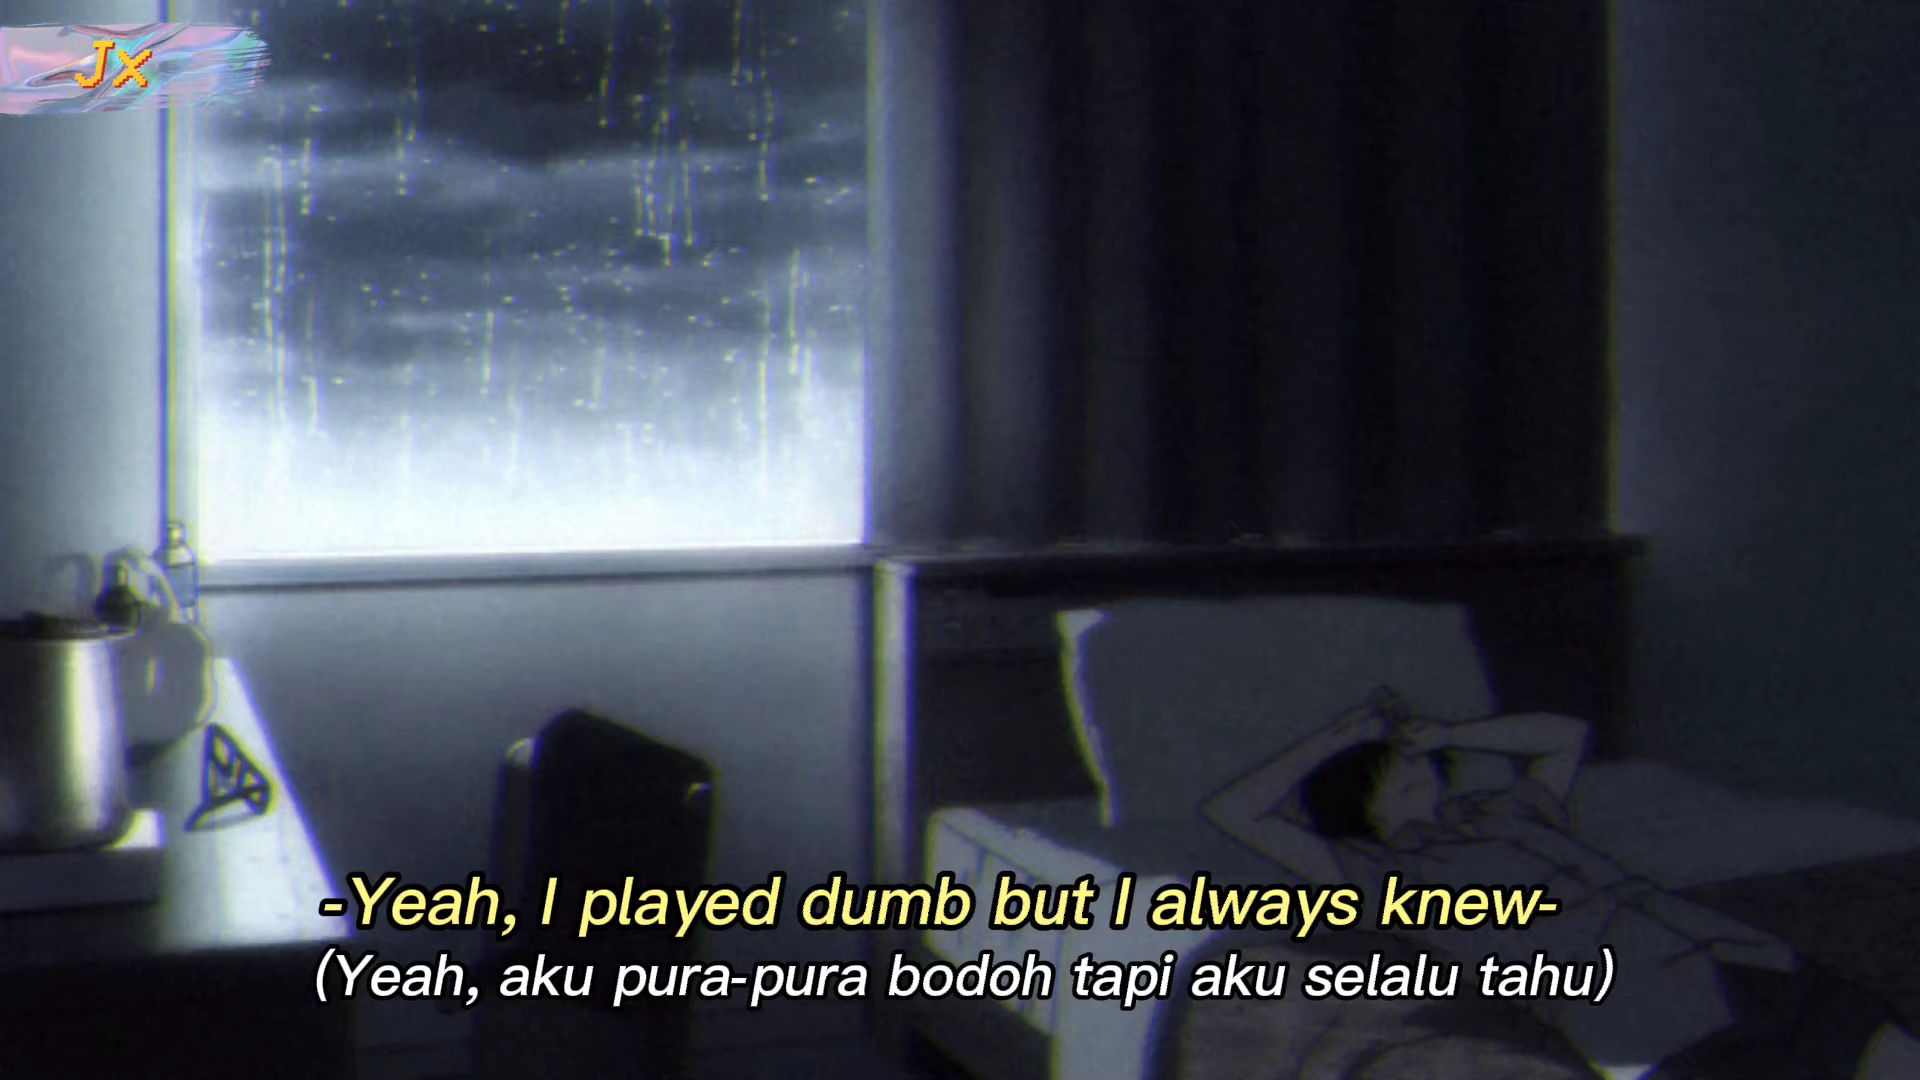 Jx
-Yeah, I played dumb but I always knew-
(Yeah, aku pura-pura bodoh tapi aku selalu tahu)